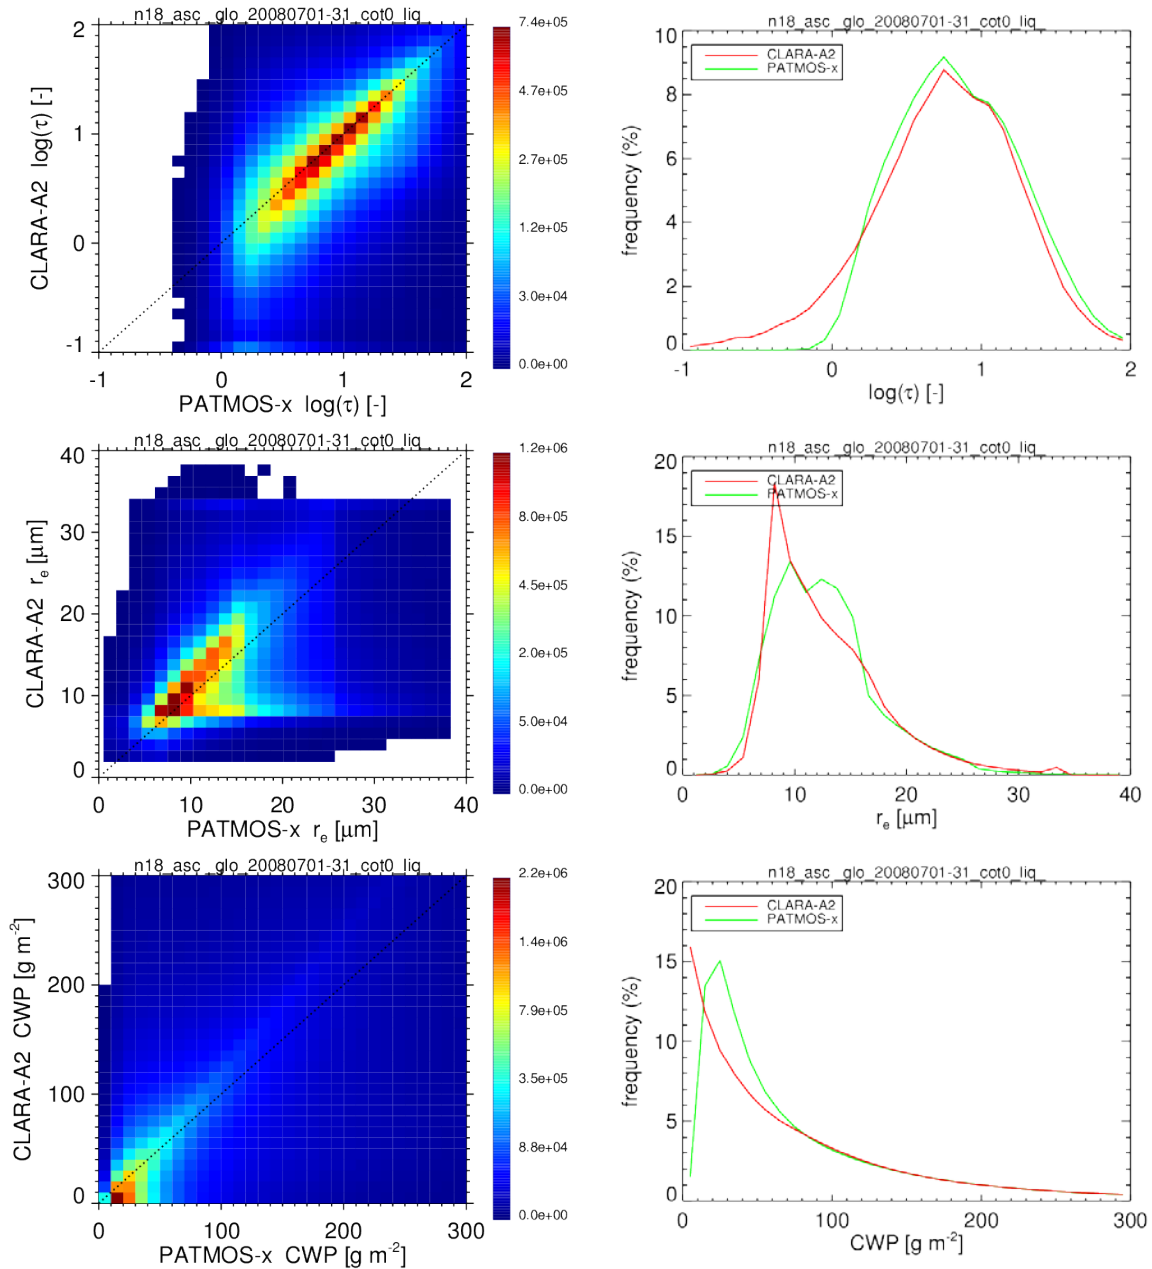 n18_asc_glo_20080701-31_cot0_liq_
2
1
0
-1
CLARA-A2 log(τ) [-]
-1 0 1 2
PATMOS-x log(τ) [-]
7.4e+05
4.7e+05
2.7e+05
1.2e+05
3.0e+04
0.0e+00
n18_asc_glo_20080701-31_cot0_liq_
CLARA-A2
PATMOS-x
10
8
6
4
2
0
frequency (%)
-1 0 1 2
log(τ) [-]
n18_asc_glo_20080701-31_cot0_liq_
40
30
20
10
0
CLARA-A2 rₑ [μm]
0 10 20 30 40
PATMOS-x rₑ [μm]
1.2e+06
8.0e+05
4.5e+05
2.0e+05
5.0e+04
0.0e+00
n18_asc_glo_20080701-31_cot0_liq_
CLARA-A2
PATMOS-x
20
15
10
5
0
frequency (%)
0 10 20 30 40
rₑ [μm]
n18_asc_glo_20080701-31_cot0_liq_
300
200
100
0
CLARA-A2 CWP [g m⁻²]
0 100 200 300
PATMOS-x CWP [g m⁻²]
2.2e+06
1.4e+06
7.9e+05
3.5e+05
8.8e+04
0.0e+00
n18_asc_glo_20080701-31_cot0_liq_
CLARA-A2
PATMOS-x
20
15
10
5
0
frequency (%)
0 100 200 300
CWP [g m⁻²]